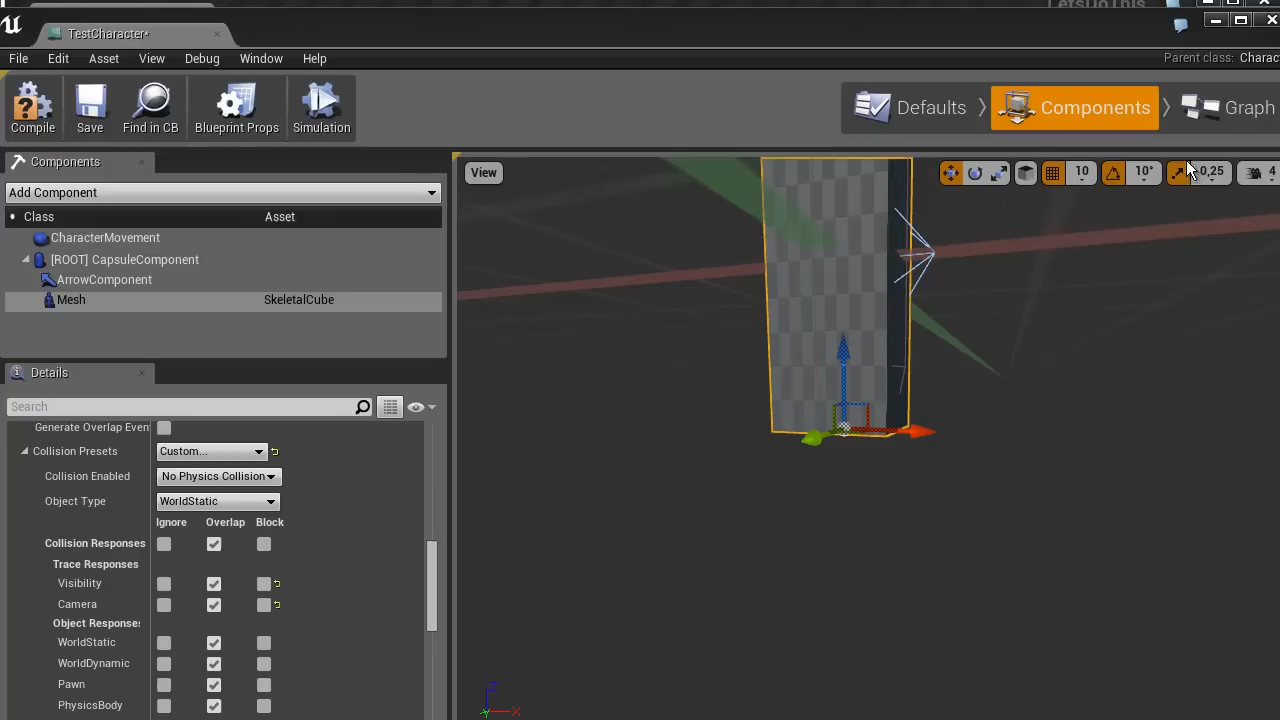 LetsDoThis
TestCharacter*
File Edit Asset View Debug Window Help
Parent class: Charac
Compile Save Find in CB Blueprint Props Simulation
Defaults Components Graph
Components
Add Component
Class Asset
CharacterMovement
[ROOT] CapsuleComponent
ArrowComponent
Mesh SkeletalCube
Details
Search
Generate Overlap Even
Collision Presets Custom...
Collision Enabled No Physics Collision
Object Type WorldStatic
Ignore Overlap Block
Collision Responses
Trace Responses
Visibility
Camera
Object Response
WorldStatic
WorldDynamic
Pawn
PhysicsBody
View
10 10° 0,25 4
Z
X